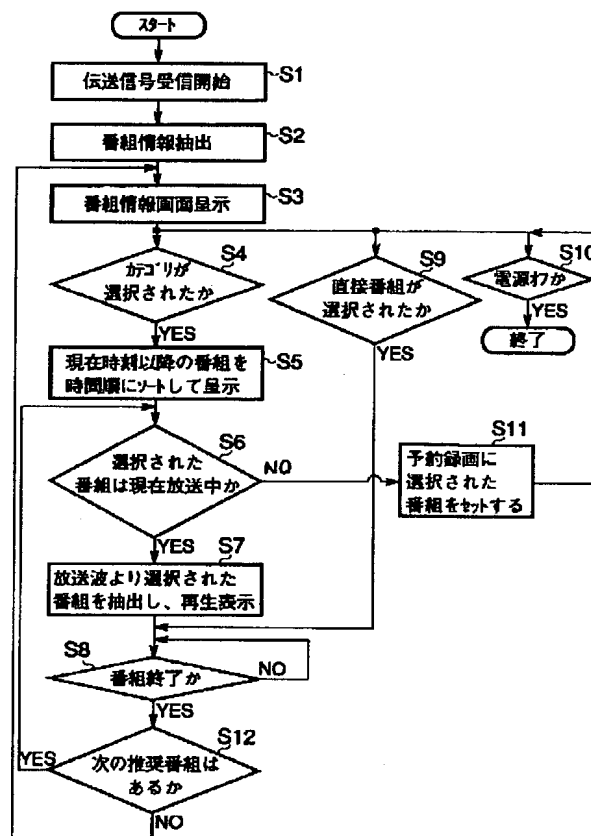 スタート
伝送信号受信開始
S1
番組情報抽出
S2
番組情報画面呈示
S3
カテゴリが
選択されたか
S4
直接番組が
選択されたか
S9
電源オフか
S10
YES
YES
YES
終了
現在時刻以降の番組を
時間順にソートして呈示
S5
選択された
番組は現在放送中か
S6
NO
予約録画に
選択された
番組をセットする
S11
YES
放送波より選択された
番組を抽出し、再生表示
S7
番組終了か
S8
NO
YES
次の推奨番組は
あるか
S12
YES
NO